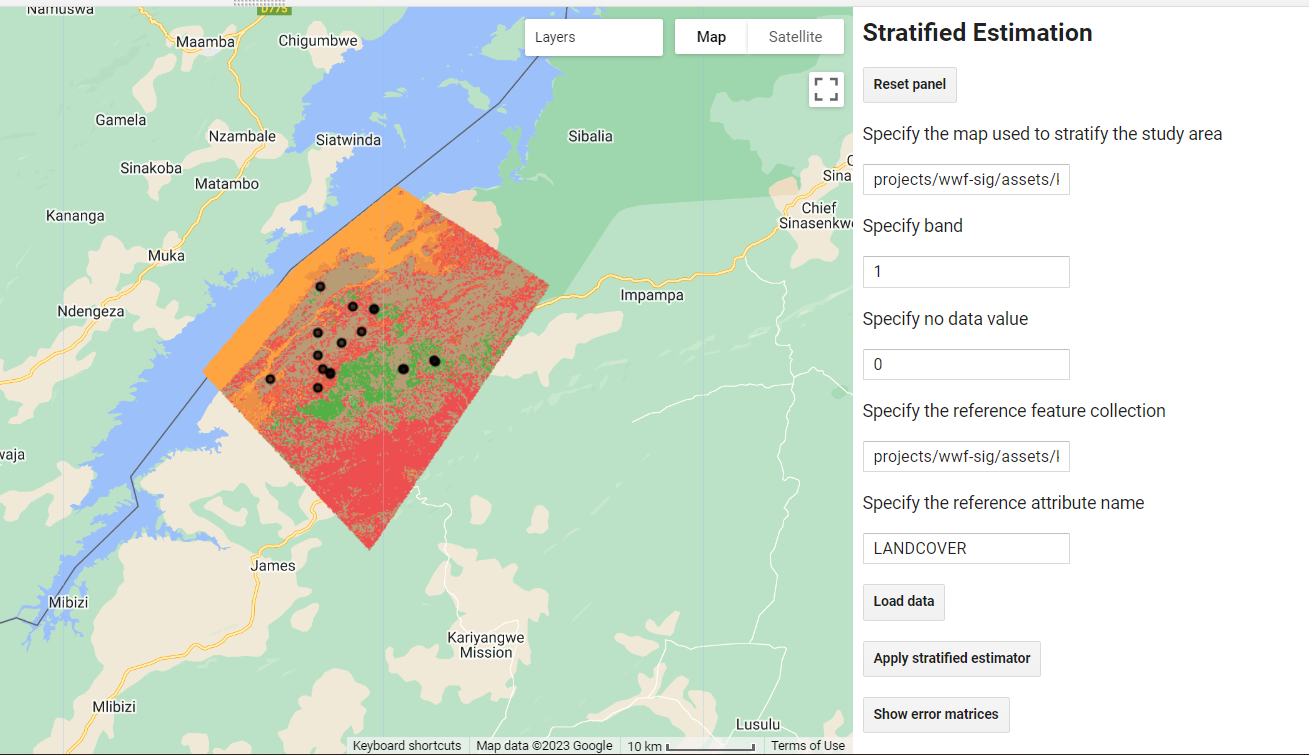 Namuswa
D775
Maamba
Chigumbwe
Layers
Map
Satellite
Gamela
Nzambale
Siatwinda
Sibalia
Sinakoba
Matambo
Sina
Kananga
Chief
Sinasenkwe
Muka
Ndengeza
Impampa
waja
James
Mibizi
Kariyangwe
Mission
Mlibizi
Lusulu
Keyboard shortcuts
Map data ©2023 Google
10 km
Terms of Use
Stratified Estimation
Reset panel
Specify the map used to stratify the study area
projects/wwf-sig/assets/
Specify band
1
Specify no data value
0
Specify the reference feature collection
projects/wwf-sig/assets/
Specify the reference attribute name
LANDCOVER
Load data
Apply stratified estimator
Show error matrices